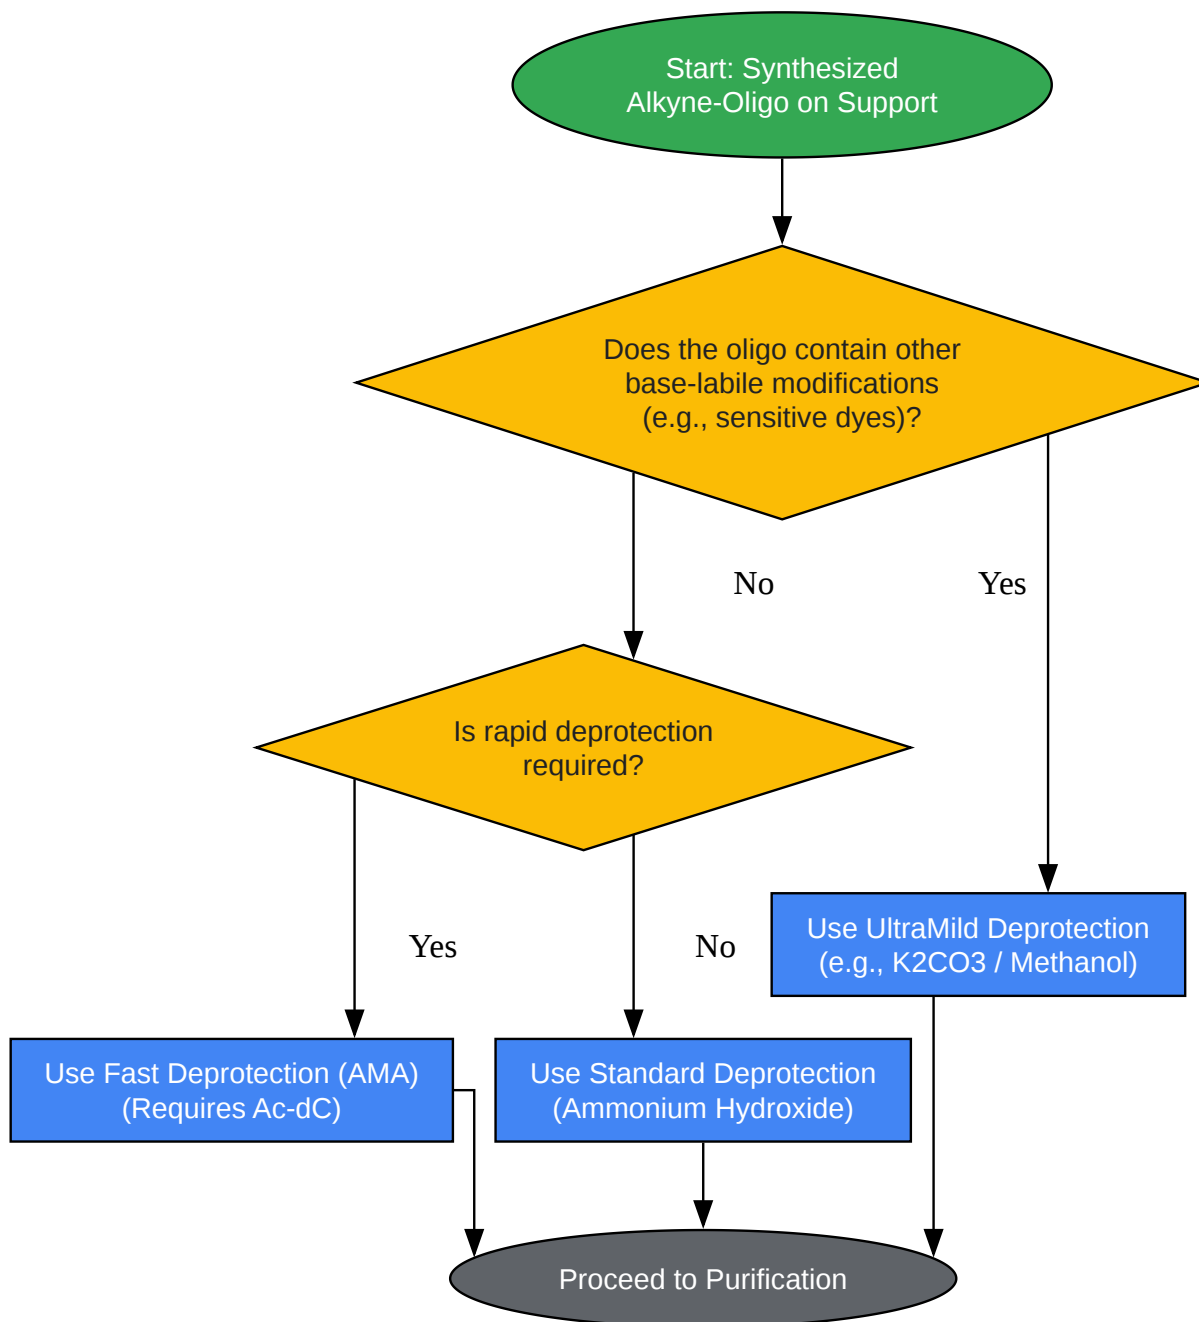 Start: Synthesized
Alkyne-Oligo on Support
Does the oligo contain other
base-labile modifications
(e.g., sensitive dyes)?
No
Yes
Is rapid deprotection
required?
Yes
No
Use UltraMild Deprotection
(e.g., K2CO3 / Methanol)
Use Fast Deprotection (AMA)
(Requires Ac-dC)
Use Standard Deprotection
(Ammonium Hydroxide)
Proceed to Purification